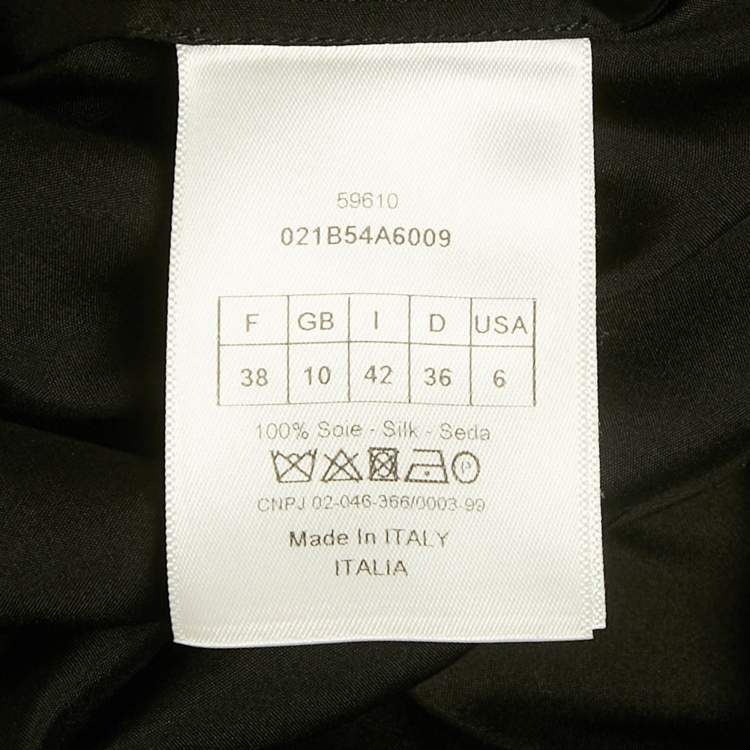 59610
021B54A6009
F GB I D USA
38 10 42 36 6
100% Soie - Silk - Seda
P
CNPJ 02-046-366/0003-99
Made In ITALY
ITALIA